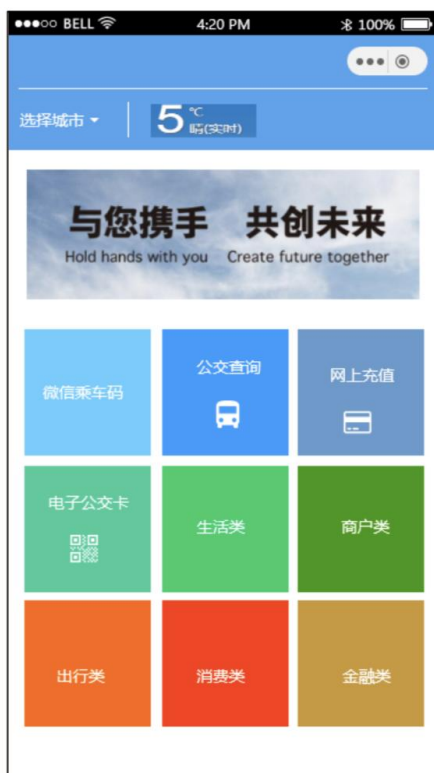 ●●●○○ BELL 4:20 PM 100%
选择城市
5 ℃
晴(实时)
与您携手 共创未来
Hold hands with you Create future together
微信乘车码
公交查询
网上充值
电子公交卡
生活类
商户类
出行类
消费类
金融类